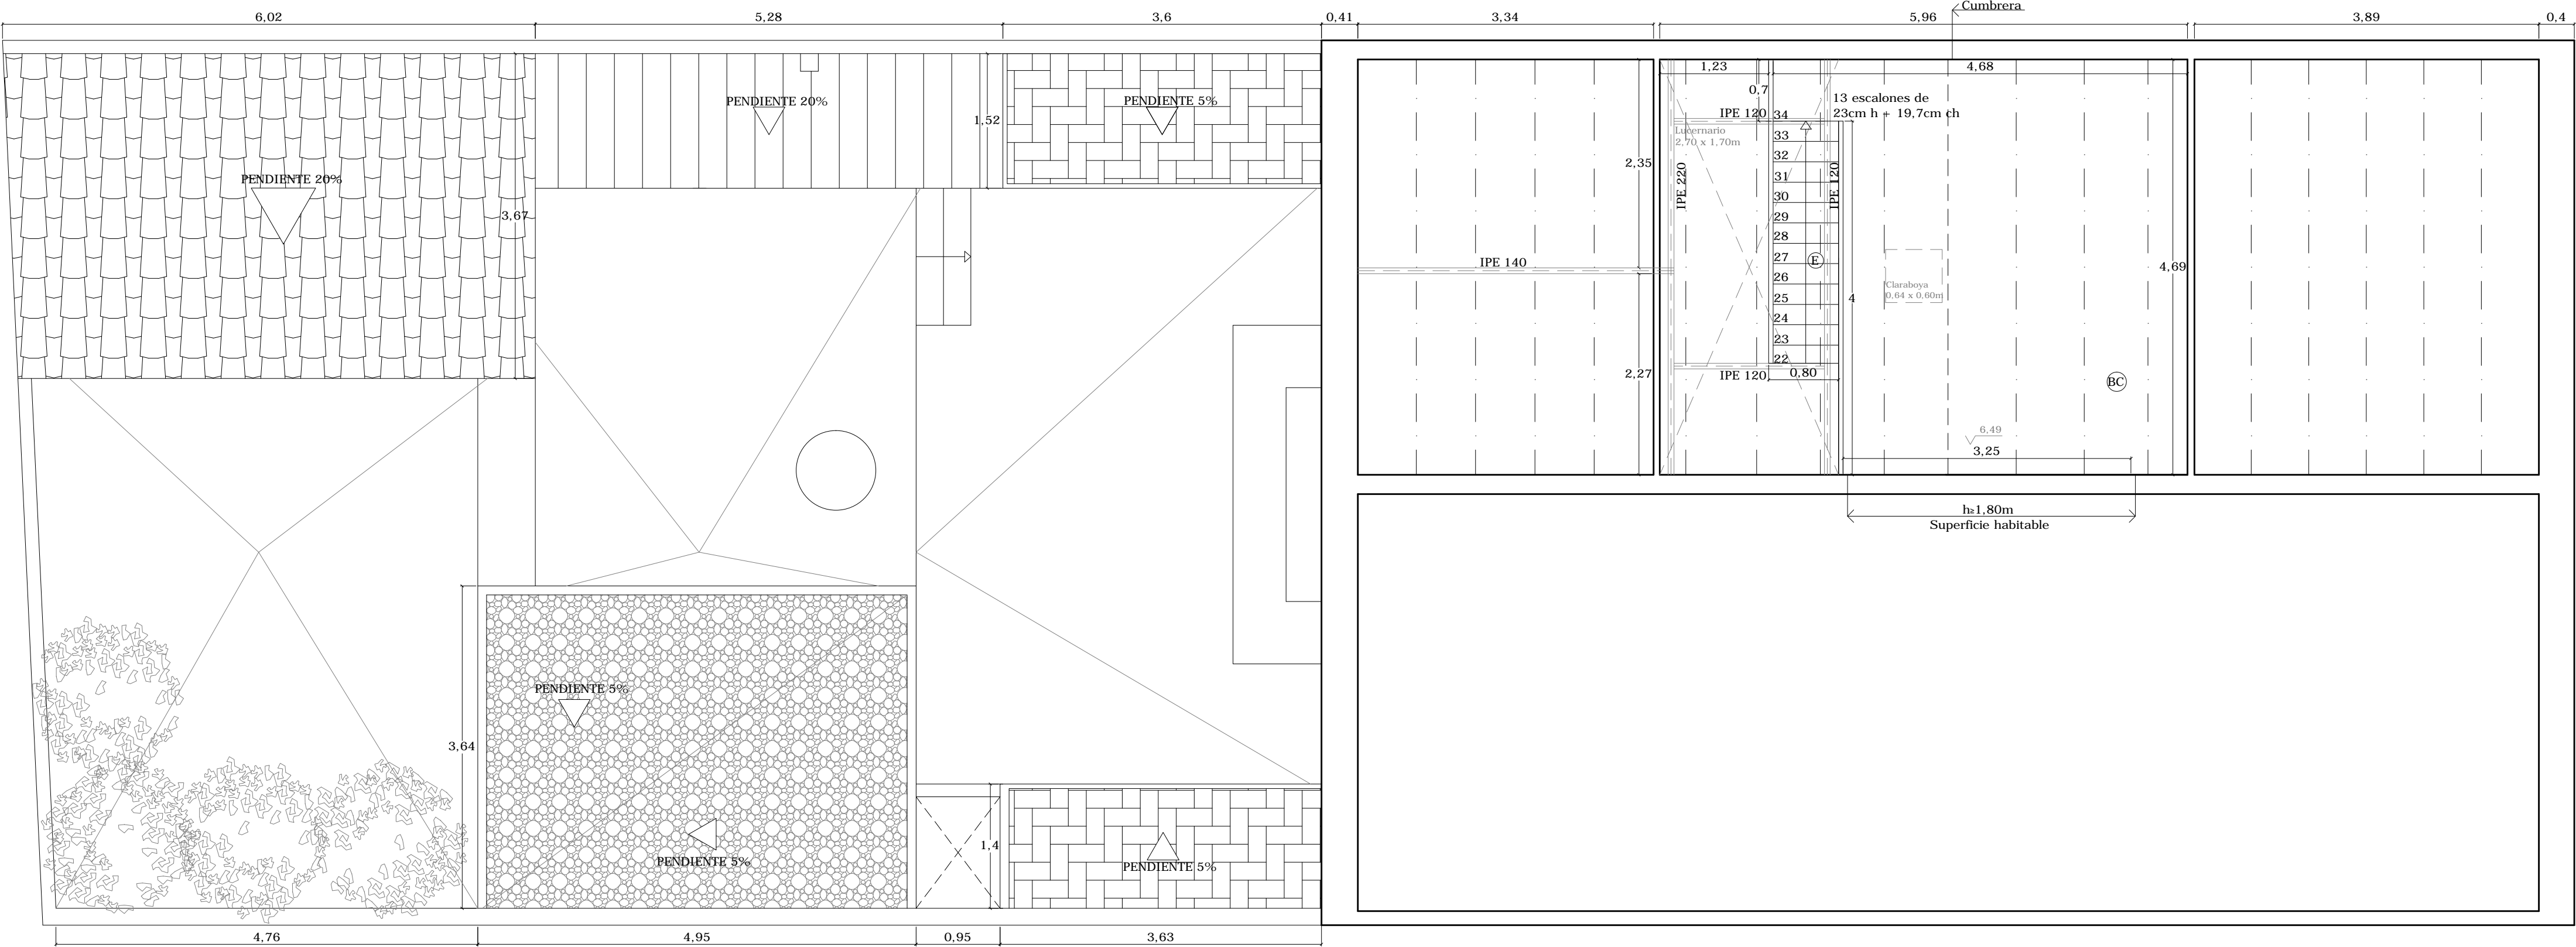 Cumbrera
6,02
5,28
3,6
0,41
3,34
5,96
3,89
0,4
1,23
4,68
0,7
13 escalones de
23cm h + 19,7cm ch
PENDIENTE 20%
PENDIENTE 5%
1,52
IPE 120
34
Lucernario
2,70 x 1,70m
33
32
31
30
29
28
27
26
25
24
23
22
PENDIENTE 20%
3,67
2,35
IPE 220
IPE 120
IPE 140
E
4,69
Claraboya
0,64 x 0,60m
4
2,27
IPE 120
0,80
BC
6,49
3,25
h≥1,80m
Superficie habitable
PENDIENTE 5%
3,64
PENDIENTE 5%
1,4
PENDIENTE 5%
4,76
4,95
0,95
3,63